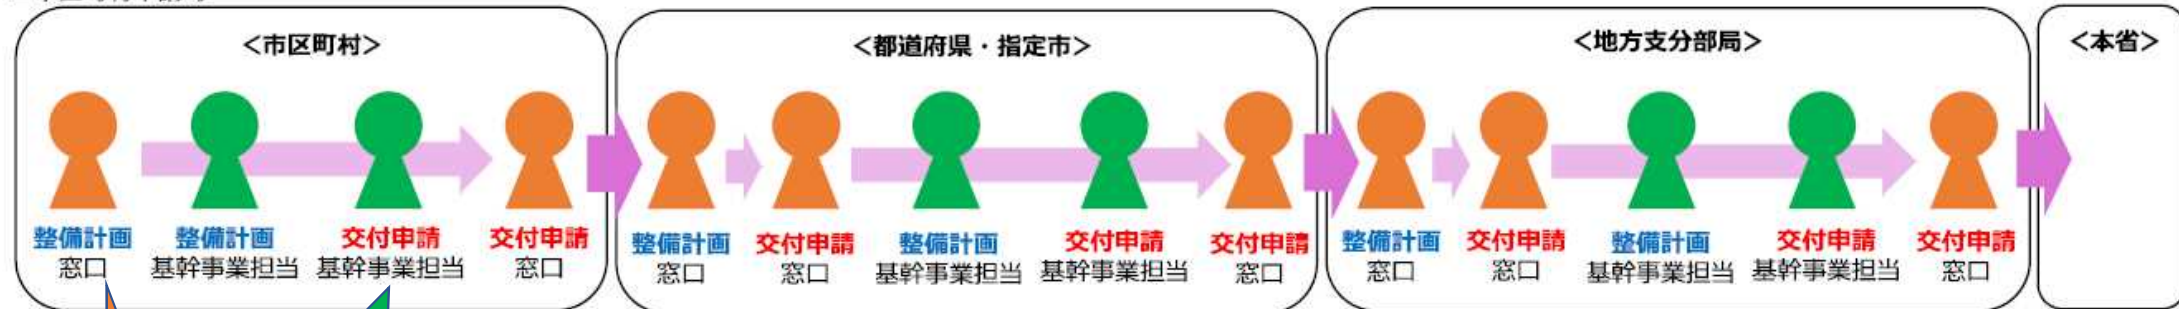 <市区町村>
整備計画
窓口
整備計画
基幹事業担当
交付申請
基幹事業担当
交付申請
窓口
<都道府県・指定市>
整備計画
窓口
交付申請
窓口
整備計画
基幹事業担当
交付申請
基幹事業担当
交付申請
窓口
<地方支分部局>
整備計画
窓口
交付申請
窓口
整備計画
基幹事業担当
交付申請
基幹事業担当
交付申請
窓口
<本省>